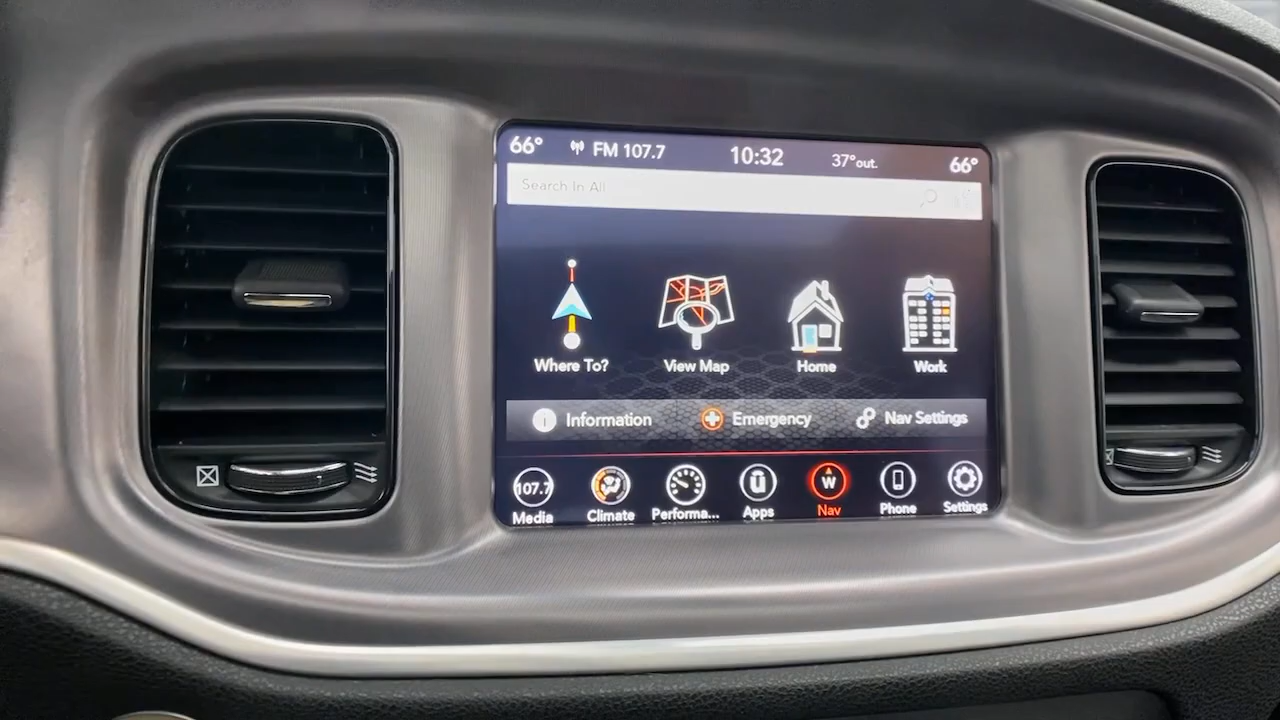 66° FM 107.7 10:32 37°out. 66°
Search In All
Where To? View Map Home Work
Information Emergency Nav Settings
107.7 W
Media Climate Performa... Apps Nav Phone Settings